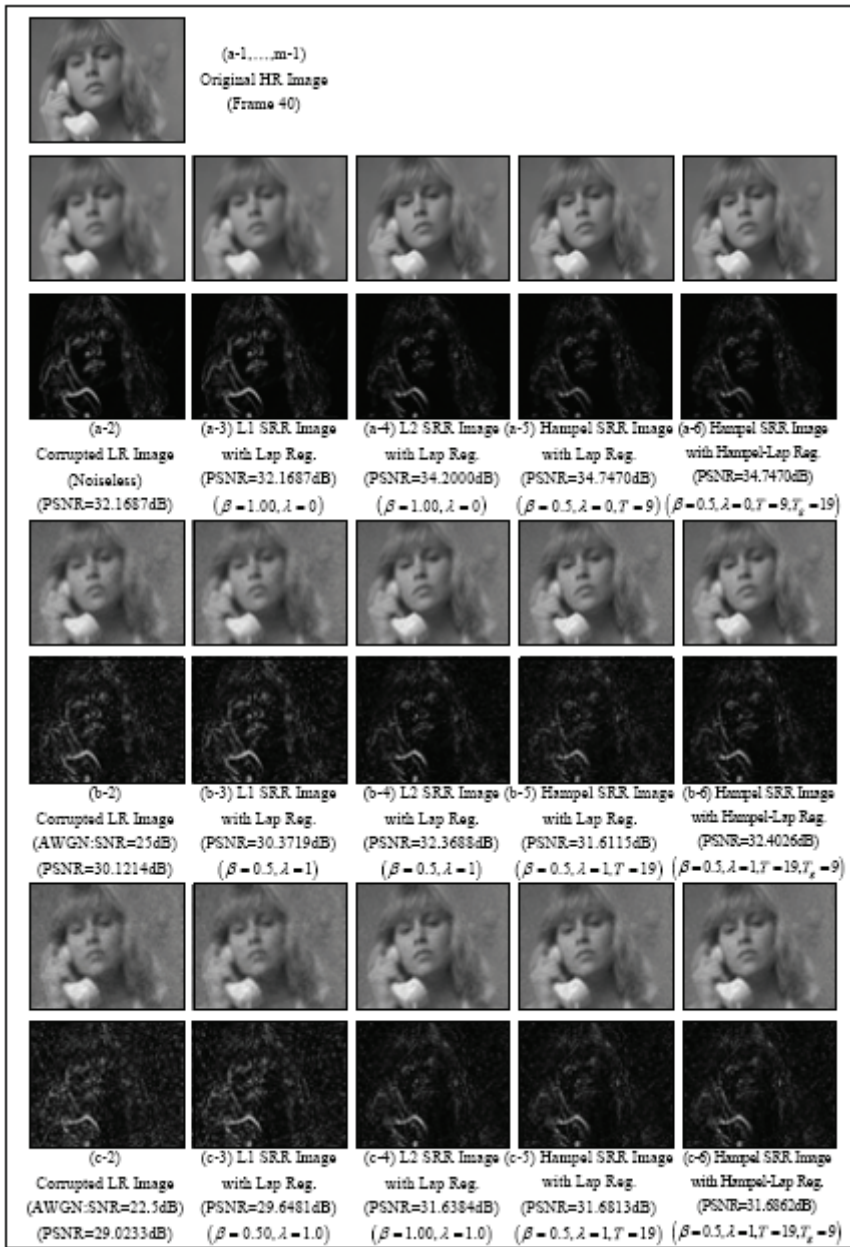 (a-1,…,m-1)
Original HR Image
(Frame 40)
(a-2)
Corrupted LR Image
(Noiseless)
(PSNR=32.1687dB)
(a-3) L1 SRR Image
with Lap Reg.
(PSNR=32.1687dB)
(β=1.00, λ=0)
(a-4) L2 SRR Image
with Lap Reg.
(PSNR=34.2000dB)
(β=1.00, λ=0)
(a-5) Hampel SRR Image
with Lap Reg.
(PSNR=34.7470dB)
(β=0.5, λ=0, T=9)
(a-6) Hampel SRR Image
with Hampel-Lap Reg.
(PSNR=34.7470dB)
(β=0.5, λ=0, T=9, T_g=19)
(b-2)
Corrupted LR Image
(AWGN:SNR=25dB)
(PSNR=30.1214dB)
(b-3) L1 SRR Image
with Lap Reg.
(PSNR=30.3719dB)
(β=0.5, λ=1)
(b-4) L2 SRR Image
with Lap Reg.
(PSNR=32.3688dB)
(β=0.5, λ=1)
(b-5) Hampel SRR Image
with Lap Reg.
(PSNR=31.6115dB)
(β=0.5, λ=1, T=19)
(b-6) Hampel SRR Image
with Hampel-Lap Reg.
(PSNR=32.4026dB)
(β=0.5, λ=1, T=19, T_g=9)
(c-2)
Corrupted LR Image
(AWGN:SNR=22.5dB)
(PSNR=29.0233dB)
(c-3) L1 SRR Image
with Lap Reg.
(PSNR=29.6481dB)
(β=0.50, λ=1.0)
(c-4) L2 SRR Image
with Lap Reg.
(PSNR=31.6384dB)
(β=1.00, λ=1.0)
(c-5) Hampel SRR Image
with Lap Reg.
(PSNR=31.6813dB)
(β=0.5, λ=1, T=19)
(c-6) Hampel SRR Image
with Hampel-Lap Reg.
(PSNR=31.6862dB)
(β=0.5, λ=1, T=19, T_g=9)